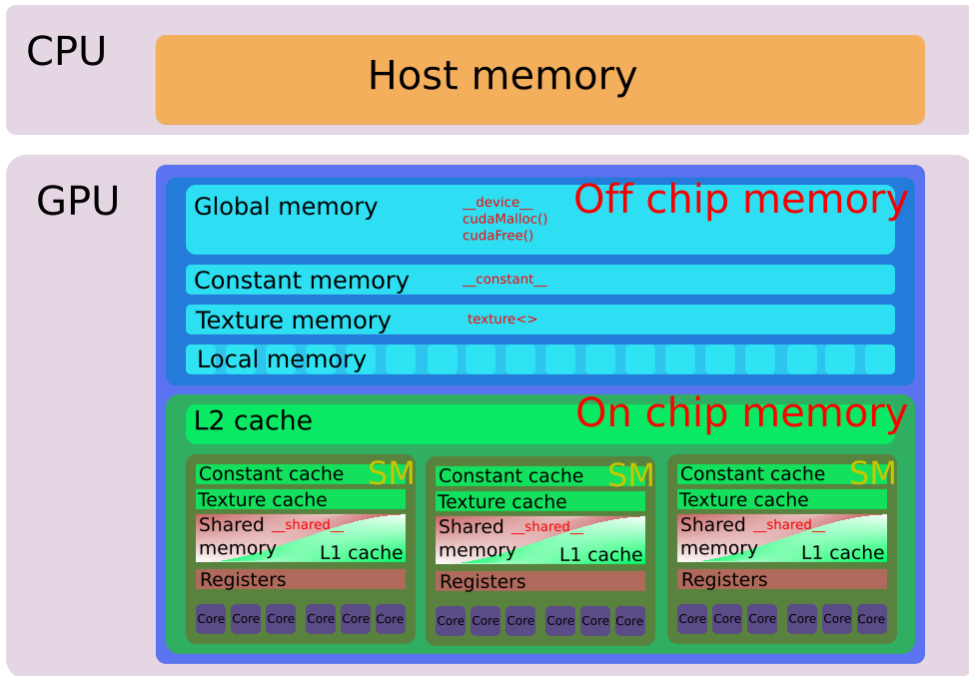 CPU
Host memory
GPU
Off chip memory
Global memory
__device__
cudaMalloc()
cudaFree()
Constant memory
__constant__
Texture memory
texture<>
Local memory
On chip memory
L2 cache
SM
Constant cache
Texture cache
Shared memory
__shared__
L1 cache
Registers
Core Core Core Core Core Core
SM
Constant cache
Texture cache
Shared memory
__shared__
L1 cache
Registers
Core Core Core Core Core Core
SM
Constant cache
Texture cache
Shared memory
__shared__
L1 cache
Registers
Core Core Core Core Core Core